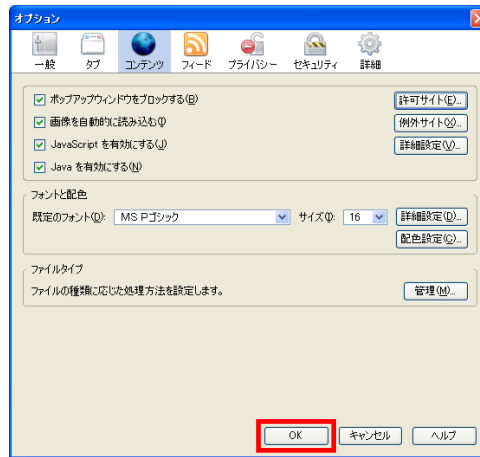 オプション
一般 タブ コンテンツ フィード プライバシー セキュリティ 詳細
ポップアップウィンドウをブロックする(B) 許可サイト(E)...
画像を自動的に読み込む(I) 例外サイト(X)...
JavaScript を有効にする(J) 詳細設定(V)...
Java を有効にする(N)
フォントと配色
既定のフォント(D): MS Pゴシック サイズ(I): 16 詳細設定(D)...
配色設定(C)...
ファイルタイプ
ファイルの種類に応じた処理方法を設定します。 管理(M)...
OK キャンセル ヘルプ